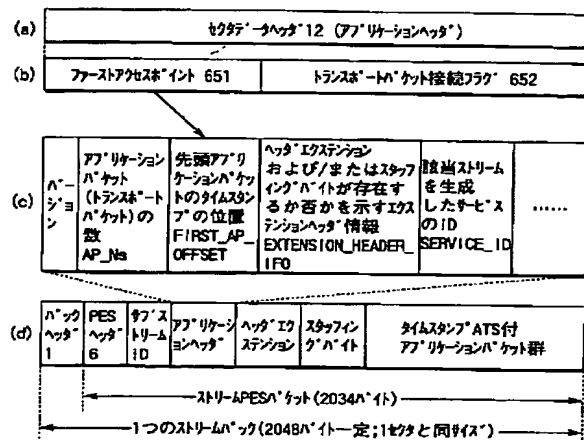 (a) セクタデータヘッダ12 (アプリケーションヘッダ)
(b) ファーストアクセスポイント 651 トランスポートパケット接続フラグ 652
(c)
バージョン
アプリケーション
パケット
(トランスポート
パケット)の
数
AP_Ns
先頭アプリ
ケーションパケッ
トのタイムスタン
プの位置
FIRST_AP_
OFFSET
ヘッダエクステンション
および/またはスタッフ
ィングバイトが存在す
るか否かを示すエクス
テンションヘッダ情報
EXTENSION_HEADER_
IFO
該当ストリーム
を生成
したサービス
のID
SERVICE_ID
……
(d)
パック
ヘッダ
1
PES
ヘッダ
6
サブス
トリーム
ID
アプリケーシ
ョンヘッダ
ヘッダエク
ステンション
スタッフィン
グバイト
タイムスタンプATS付
アプリケーションパケット群
ストリームPESパケット(2034バイト)
1つのストリームパック(2048バイト一定;1セクタと同サイズ)